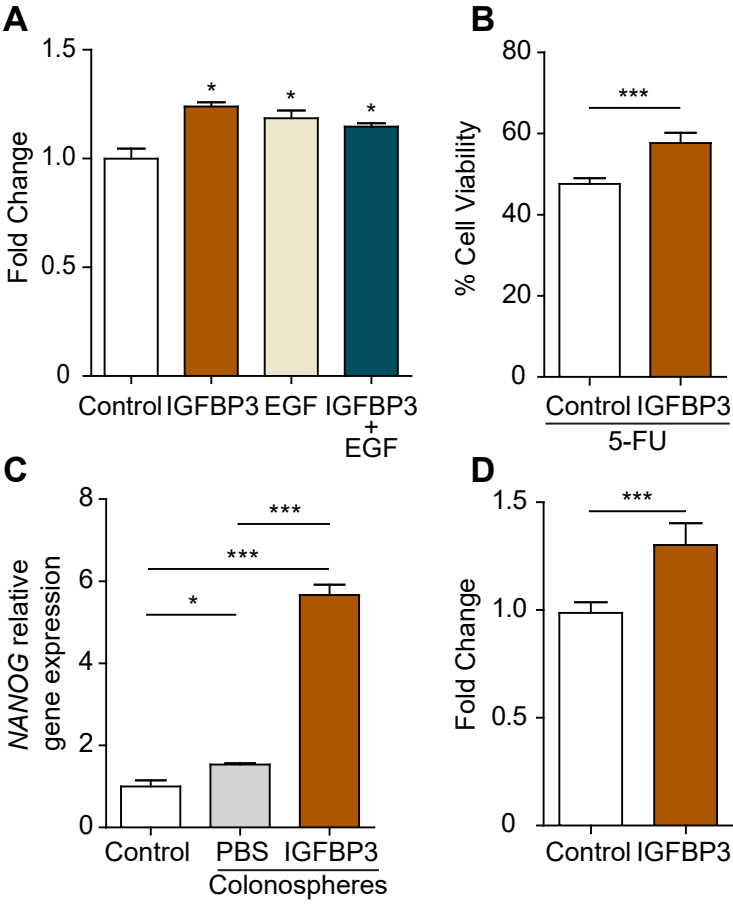 A
Fold Change
1.5
1.0
0.5
0
*
*
*
Control IGFBP3 EGF IGFBP3
+
EGF
B
% Cell Viability
80
60
40
20
0
***
Control IGFBP3
5-FU
C
NANOG relative
gene expression
8
6
4
2
0
***
***
*
Control PBS IGFBP3
Colonospheres
D
Fold Change
1.5
1.0
0.5
0
***
Control IGFBP3